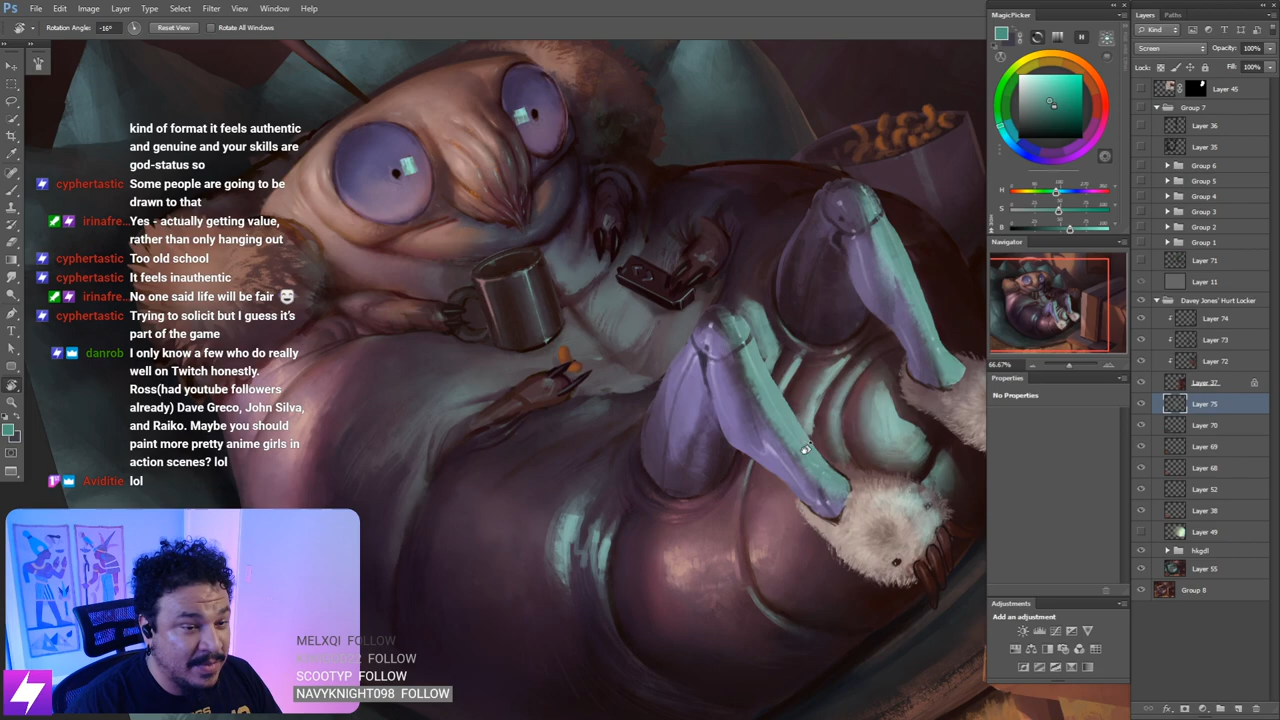 Ps File Edit Image Layer Type Select Filter View Window Help
Rotation Angle: -16° Reset View Rotate All Windows
kind of format it feels authentic
and genuine and your skills are
god-status so
cyphertastic Some people are going to be
drawn to that
irinafre... Yes - actually getting value,
rather than only hanging out
cyphertastic Too old school
cyphertastic It feels inauthentic
irinafre... No one said life will be fair
cyphertastic Trying to solicit but I guess it's
part of the game
danrob I only know a few who do really
well on Twitch honestly.
Ross(had youtube followers
already) Dave Greco, John Silva,
and Raiko. Maybe you should
paint more pretty anime girls in
action scenes? lol
Aviditie lol
MELXQI FOLLOW
FOLLOW
SCOOTYP FOLLOW
NAVYKNIGHT098 FOLLOW
MagicPicker
H
H
S
B
Navigator
66.67%
Properties
No Properties
Adjustments
Add an adjustment
Layers Paths
Kind
Screen Opacity: 100%
Lock: Fill: 100%
Layer 45
Group 7
Layer 36
Layer 35
Group 6
Group 5
Group 4
Group 3
Group 2
Group 1
Layer 71
Layer 11
Davey Jones' Hurt Locker
Layer 74
Layer 73
Layer 72
Layer 37
Layer 75
Layer 70
Layer 69
Layer 68
Layer 52
Layer 38
Layer 49
hkgdl
Layer 55
Group 8